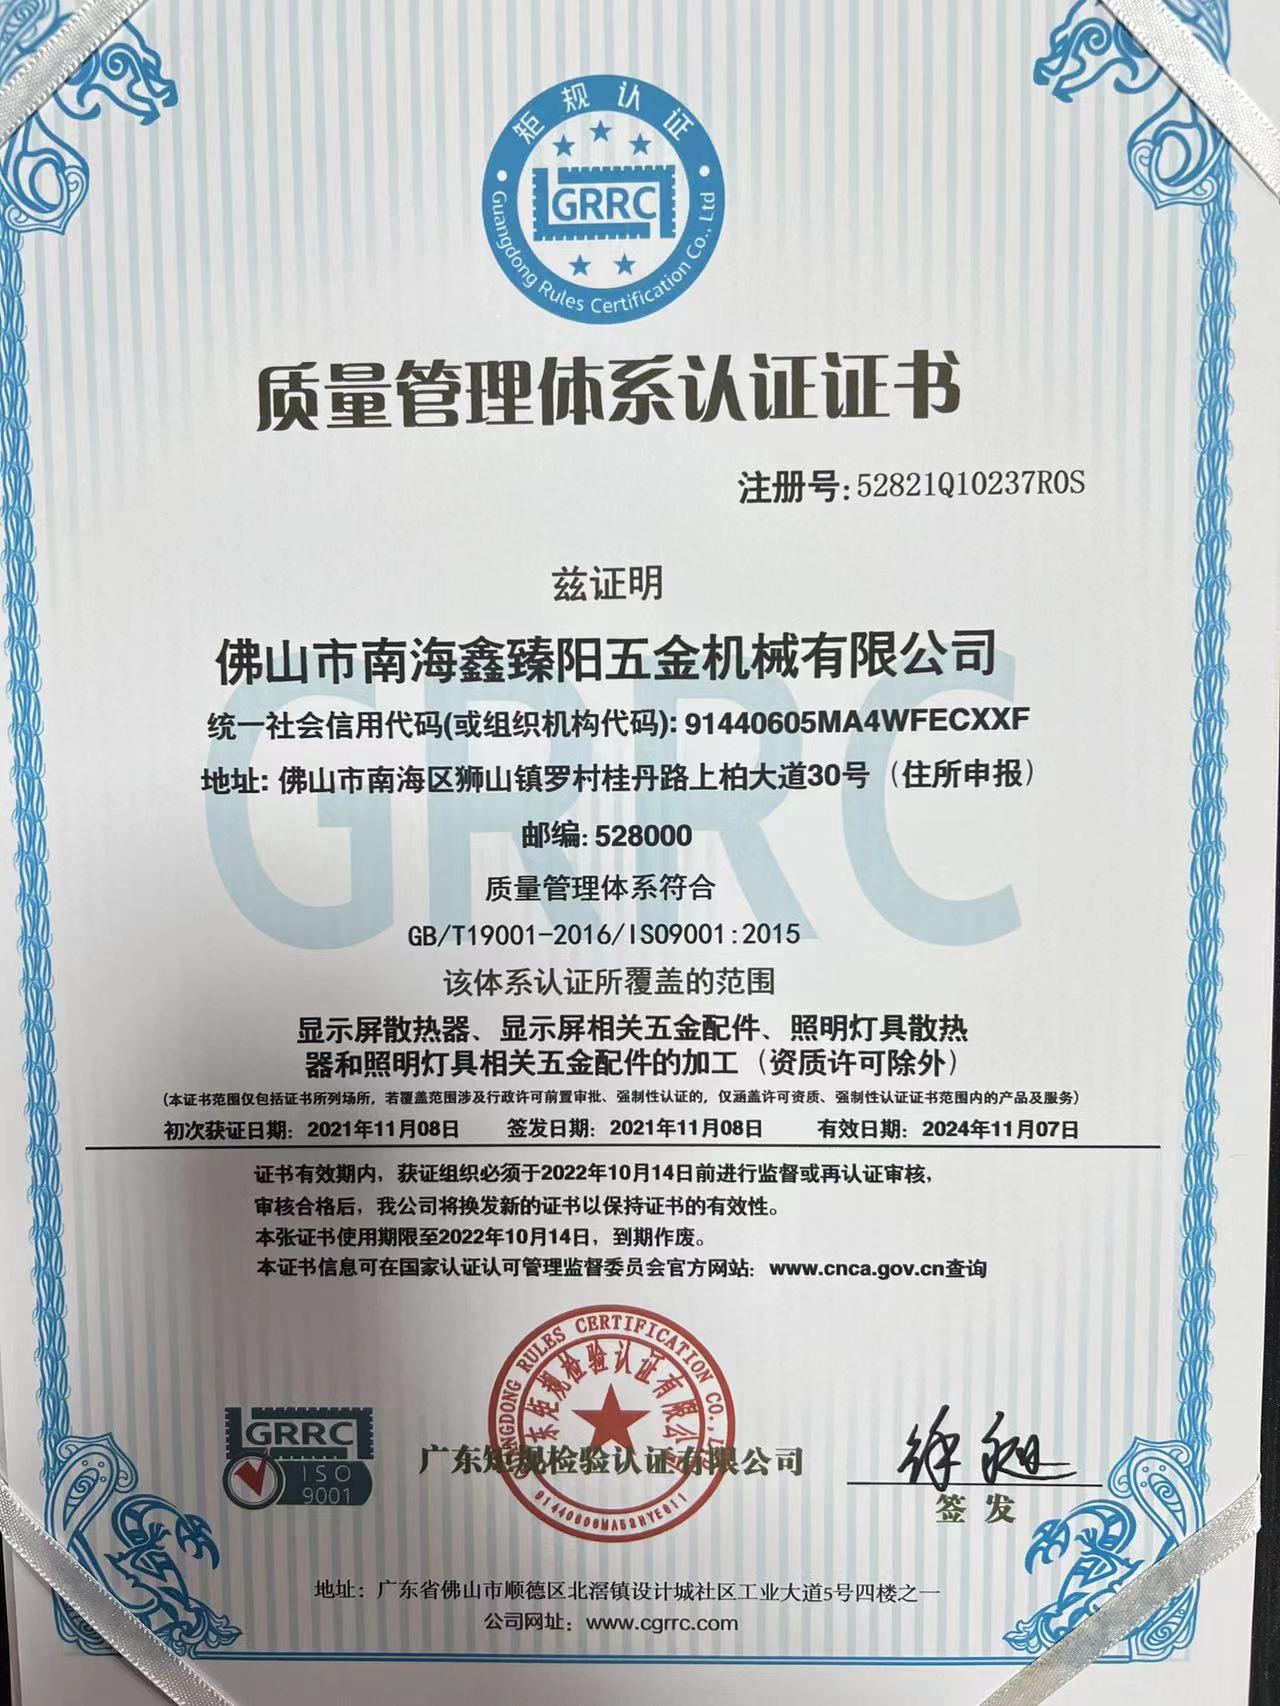 矩规认证
GRRC
Guangdong Rules Certification Co., Ltd
质量管理体系认证证书
注册号:52821Q10237R0S
兹证明
佛山市南海鑫臻阳五金机械有限公司
统一社会信用代码(或组织机构代码): 91440605MA4WFECXXF
地址: 佛山市南海区狮山镇罗村桂丹路上柏大道30号（住所申报）
邮编: 528000
质量管理体系符合
GB/T19001-2016/ISO9001:2015
该体系认证所覆盖的范围
显示屏散热器、显示屏相关五金配件、照明灯具散热
器和照明灯具相关五金配件的加工（资质许可除外）
(本证书范围仅包括证书所列场所，若覆盖范围涉及行政许可前置审批、强制性认证的，仅涵盖许可资质、强制性认证证书范围内的产品及服务)
初次获证日期：2021年11月08日 签发日期：2021年11月08日 有效日期：2024年11月07日
证书有效期内，获证组织必须于2022年10月14日前进行监督或再认证审核，
审核合格后，我公司将换发新的证书以保持证书的有效性。
本张证书使用期限至2022年10月14日，到期作废。
本证书信息可在国家认证认可管理监督委员会官方网站：www.cnca.gov.cn查询
GUANGDONG RULES CERTIFICATION CO., LTD
广东矩规检验认证有限公司
91440606MA52HYE611
GRRC
ISO
9001
广东矩规检验认证有限公司
徐昶
签发
地址：广东省佛山市顺德区北滘镇设计城社区工业大道5号四楼之一
公司网址：www.cgrrc.com
GRRC